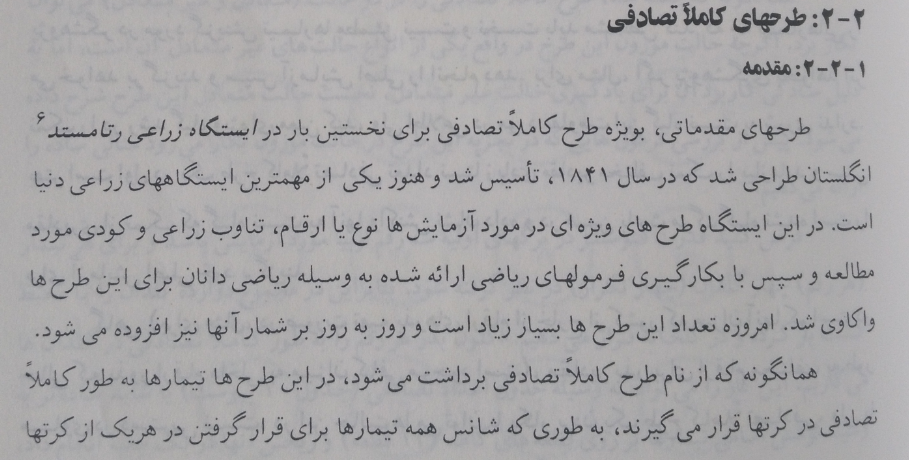 ۲-۲: طرحهای کاملاً تصادفی
۲-۲-۱: مقدمه
طرحهای مقدماتی، بویژه طرح کاملاً تصادفی برای نخستین بار در ایستگاه زراعی رتامستد۶
انگلستان طراحی شد که در سال ۱۸۴۱، تأسیس شد و هنوز یکی از مهمترین ایستگاههای زراعی دنیا
است. در این ایستگاه طرح های ویژه ای در مورد آزمایش ها نوع یا ارقام، تناوب زراعی و کودی مورد
مطالعه و سپس با بکارگیری فرمولهای ریاضی ارائه شده به وسیله ریاضی دانان برای این طرح ها
واکاوی شد. امروزه تعداد این طرح ها بسیار زیاد است و روز به روز بر شمار آنها نیز افزوده می شود.
همانگونه که از نام طرح کاملاً تصادفی برداشت می شود، در این طرح ها تیمارها به طور کاملاً
تصادفی در کرتها قرار می گیرند، به طوری که شانس همه تیمارها برای قرار گرفتن در هریک از کرتها